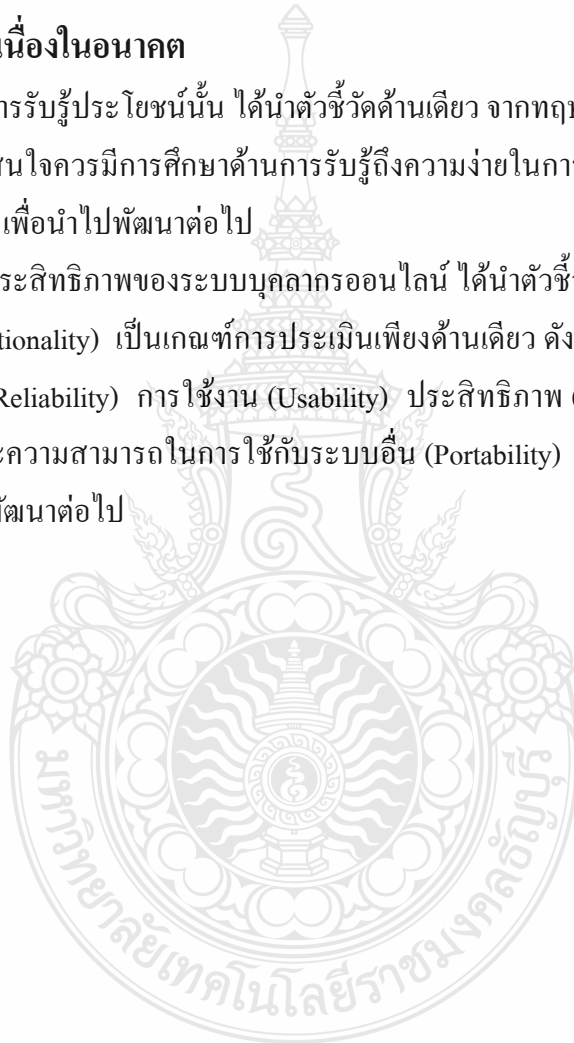 นื่องในอนาคต
ารรับรู้ประโยชน์นั้น ได้นำตัวชี้วัดด้านเดียว จากทฤษ
สนใจควรมีการศึกษาด้านการรับรู้ถึงความง่ายในการ
เพื่อนำไปพัฒนาต่อไป
ระสิทธิภาพของระบบบุคลากรออนไลน์ ได้นำตัวชี้ว
tionality) เป็นเกณฑ์การประเมินเพียงด้านเดียว ดัง
Reliability) การใช้งาน (Usability) ประสิทธิภาพ (
ะความสามารถในการใช้กับระบบอื่น (Portability)
พัฒนาต่อไป
มหาวิทยาลัยเทคโนโลยีราชมงคลธัญบุรี